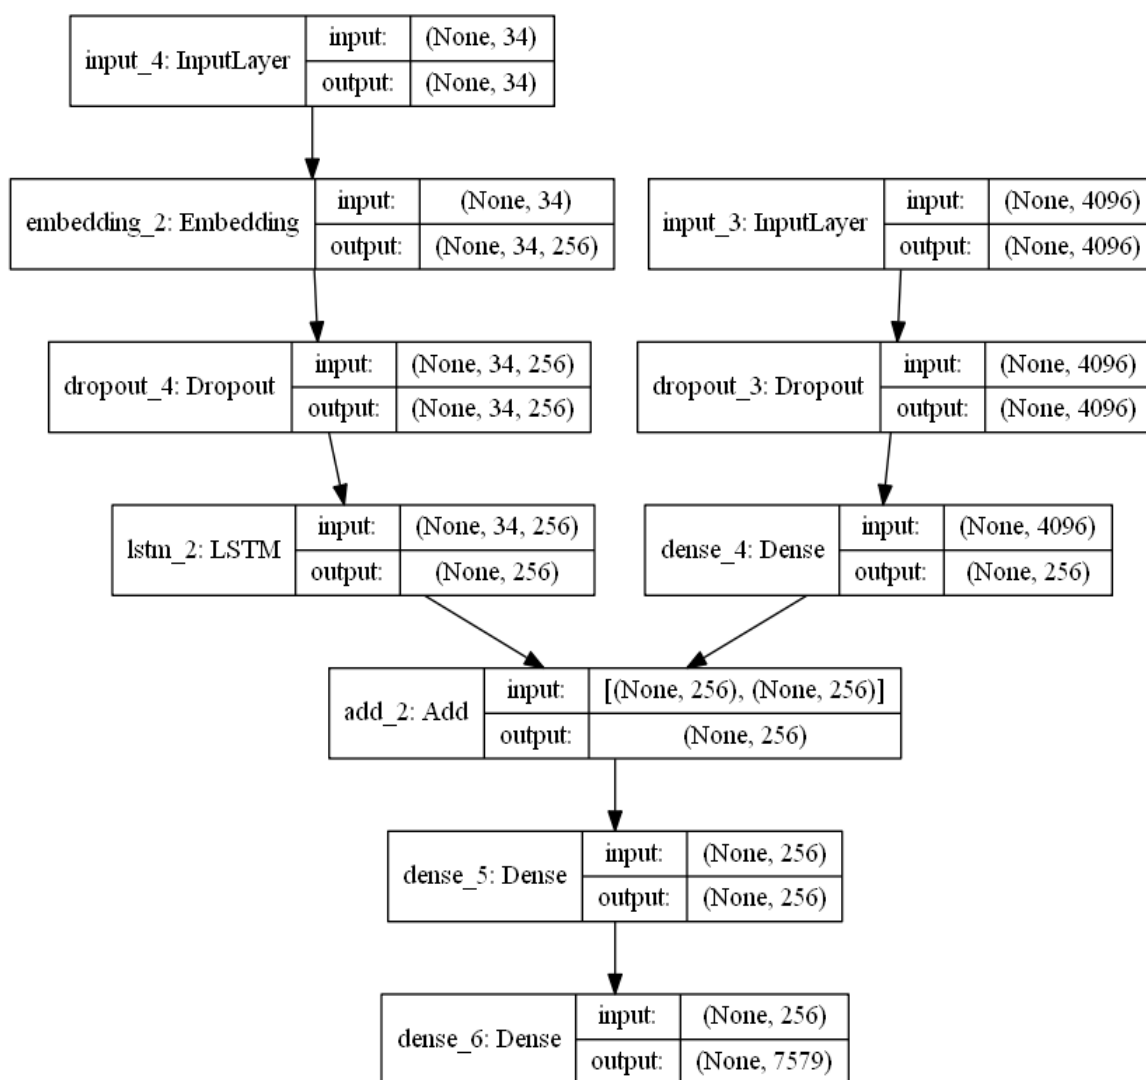 input_4: InputLayer
input: (None, 34)
output: (None, 34)
embedding_2: Embedding
input: (None, 34)
output: (None, 34, 256)
input_3: InputLayer
input: (None, 4096)
output: (None, 4096)
dropout_4: Dropout
input: (None, 34, 256)
output: (None, 34, 256)
dropout_3: Dropout
input: (None, 4096)
output: (None, 4096)
lstm_2: LSTM
input: (None, 34, 256)
output: (None, 256)
dense_4: Dense
input: (None, 4096)
output: (None, 256)
add_2: Add
input: [(None, 256), (None, 256)]
output: (None, 256)
dense_5: Dense
input: (None, 256)
output: (None, 256)
dense_6: Dense
input: (None, 256)
output: (None, 7579)